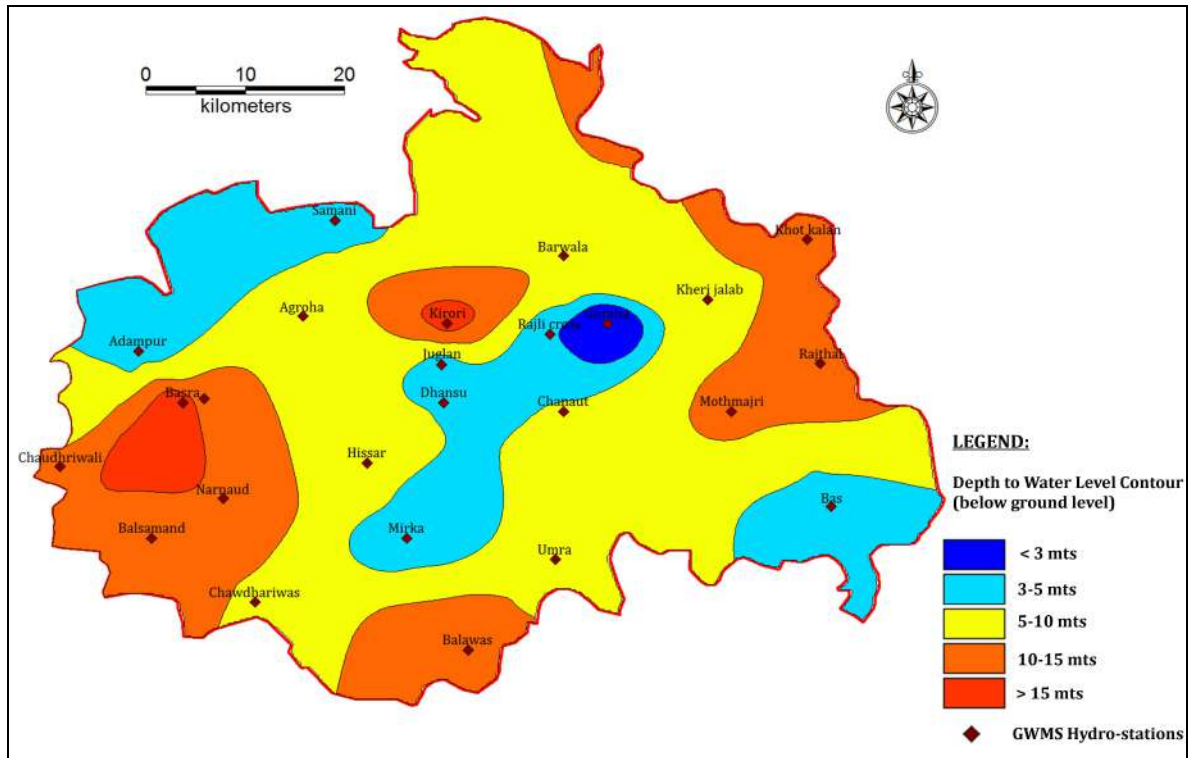 0 10 20
kilometers
Samani
Khot kalan
Barwala
Kheri jalab
Agroha
Kirori
Rajli
Adampur
Juglan
Rajthal
Basra
Dhansu
Chanaut
Mothmajri
Chaudhriwali
Hissar
Narnaud
Bas
Balsamand
Mirka
Umra
Chawdhariwas
Balawas
LEGEND:
Depth to Water Level Contour
(below ground level)
< 3 mts
3-5 mts
5-10 mts
10-15 mts
> 15 mts
GWMS Hydro-stations